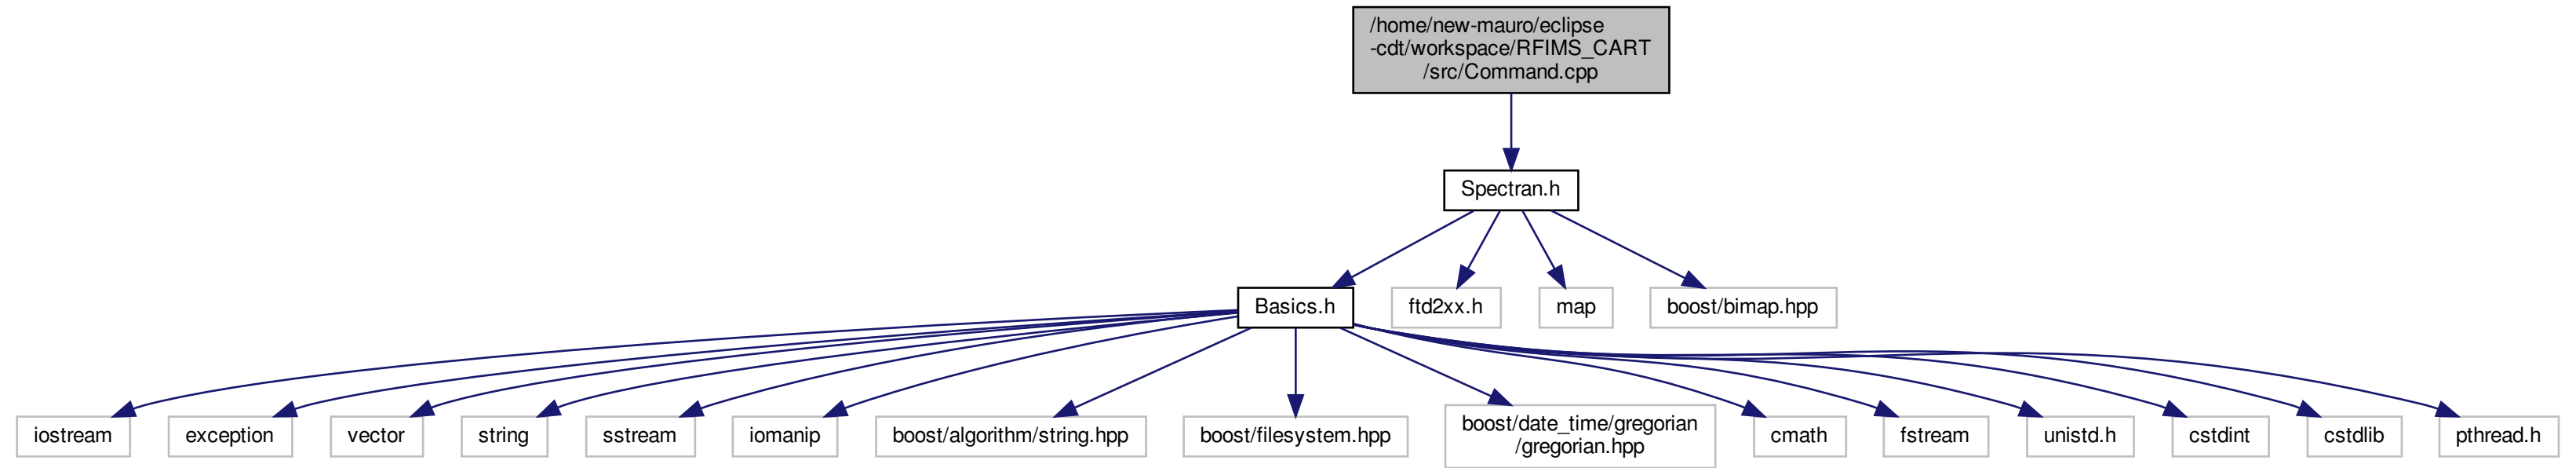 /home/new-mauro/eclipse
-cdt/workspace/RFIMS_CART
/src/Command.cpp
Spectran.h
Basics.h
ftd2xx.h
map
boost/bimap.hpp
iostream
exception
vector
string
sstream
iomanip
boost/algorithm/string.hpp
boost/filesystem.hpp
boost/date_time/gregorian
/gregorian.hpp
cmath
fstream
unistd.h
cstdint
cstdlib
pthread.h